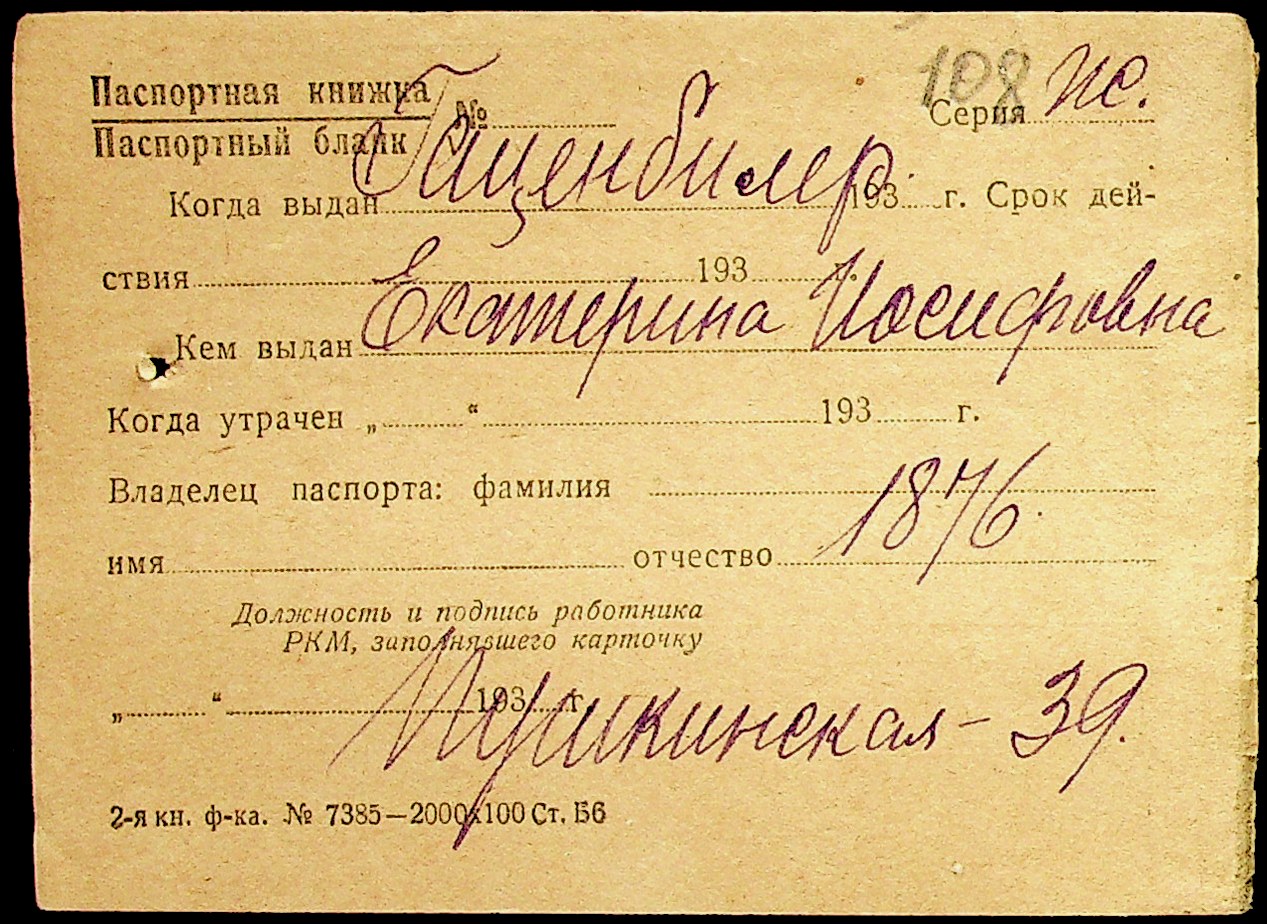 108
Паспортная книжка
Паспортный бланк № Серия ис.
Гаценбилер
Когда выдан 193 г. Срок дей-
ствия 193 г.
Екатерина Иосифовна
Кем выдан
Когда утрачен „ “ 193 г.
Владелец паспорта: фамилия
1876.
имя отчество
Должность и подпись работника
РКМ, заполнявшего карточку
„ “ 193 г.
Пушкинская – 39.
2-я кн. ф-ка. № 7385—2000х100 Ст. Б6